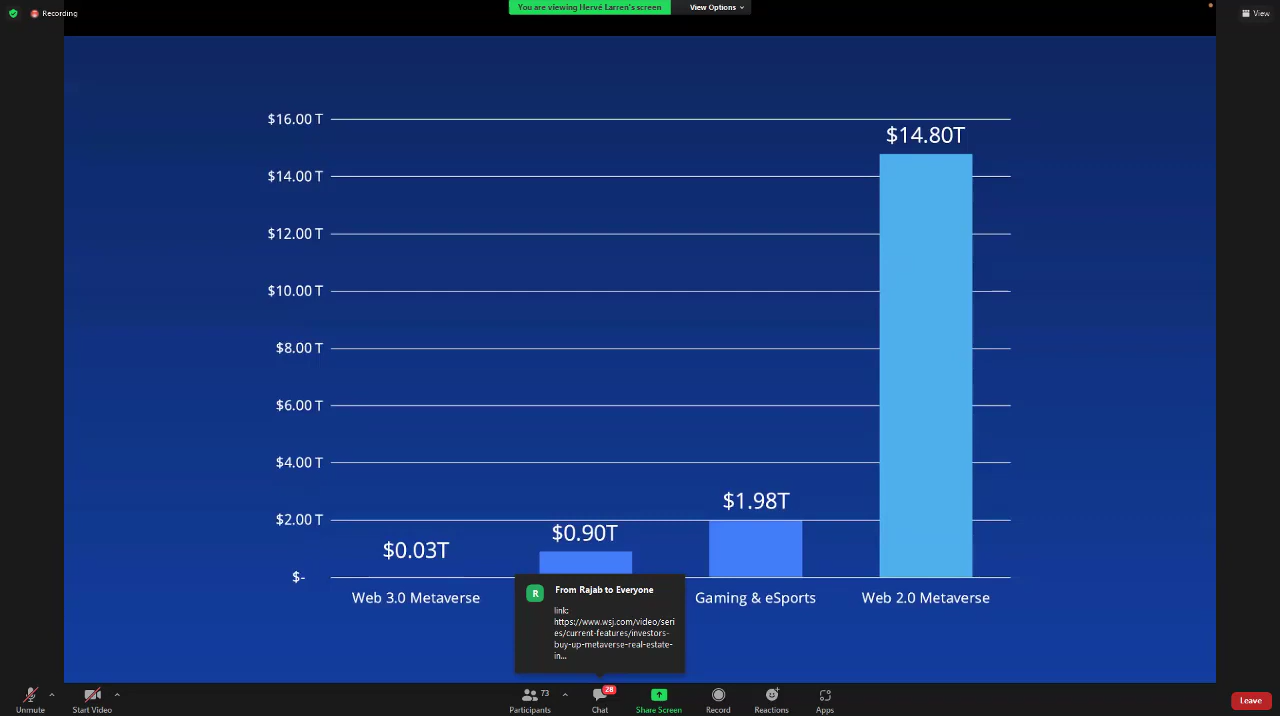 Recording
You are viewing Hervé Larren's screen
View Options
View
$16.00 T
$14.80T
$14.00 T
$12.00 T
$10.00 T
$8.00 T
$6.00 T
$4.00 T
$1.98T
$2.00 T
$0.90T
$0.03T
$-
Web 3.0 Metaverse
Gaming & eSports
Web 2.0 Metaverse
R
From Rajab to Everyone
link:
https://www.wsj.com/video/seri
es/current-features/investors-
buy-up-metaverse-real-estate-
in...
Unmute
Start Video
73
Participants
28
Chat
Share Screen
Record
Reactions
Apps
Leave